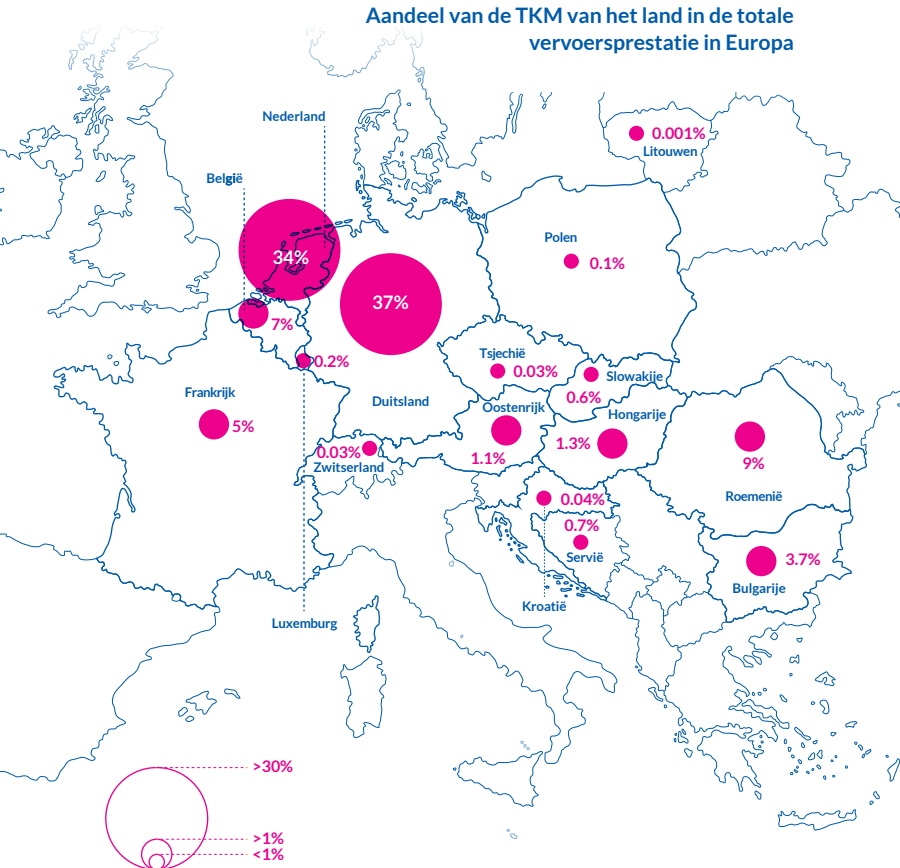 Aandeel van de TKM van het land in de totale
vervoersprestatie in Europa
Nederland
0.001%
Litouwen
België
Polen
34%
0.1%
37%
7%
Tsjechië
0.2%
0.03%
Slowakije
Frankrijk
0.6%
Duitsland
Oostenrijk
Hongarije
5%
1.3%
0.03%
1.1%
9%
Zwitserland
Roemenië
0.04%
0.7%
Servië
3.7%
Bulgarije
Kroatië
Luxemburg
>30%
>1%
<1%